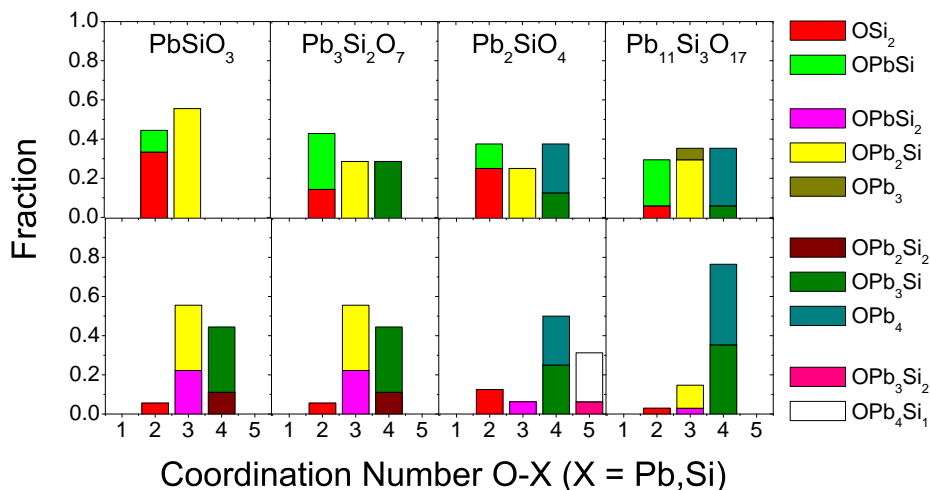 PbSiO₃
Pb₃Si₂O₇
Pb₂SiO₄
Pb₁₁Si₃O₁₇
1.0
0.8
0.6
0.4
0.2
0.0
0.8
0.6
0.4
0.2
0.0
Fraction
1 2 3 4 5 1 2 3 4 5 1 2 3 4 5 1 2 3 4 5
Coordination Number O-X (X = Pb,Si)
OSi₂
OPbSi
OPbSi₂
OPb₂Si
OPb₃
OPb₂Si₂
OPb₃Si
OPb₄
OPb₃Si₂
OPb₄Si₁